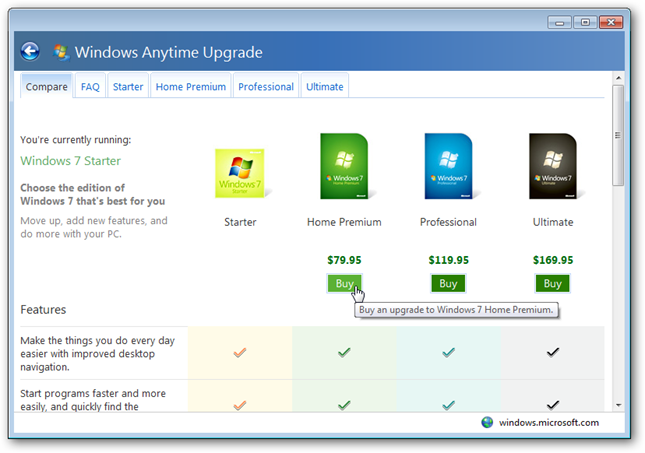 Windows Anytime Upgrade
Compare FAQ Starter Home Premium Professional Ultimate
You're currently running:
Windows 7 Starter
Choose the edition of
Windows 7 that's best for you
Move up, add new features, and
do more with your PC.
Windows 7
Starter
Windows 7
Home Premium
Windows 7
Professional
Windows 7
Ultimate
Starter Home Premium Professional Ultimate
$79.95 $119.95 $169.95
Buy Buy Buy
Buy an upgrade to Windows 7 Home Premium.
Features
Make the things you do every day
easier with improved desktop
navigation.
Start programs faster and more
easily, and quickly find the
windows.microsoft.com